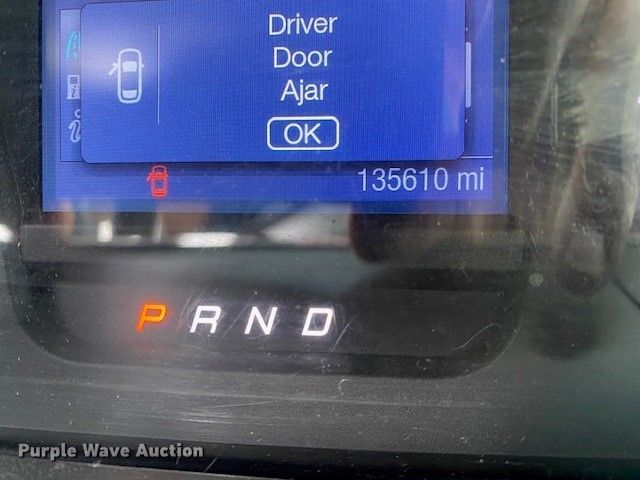 Driver
Door
Ajar
OK
135610 mi
P R N D
Purple Wave Auction